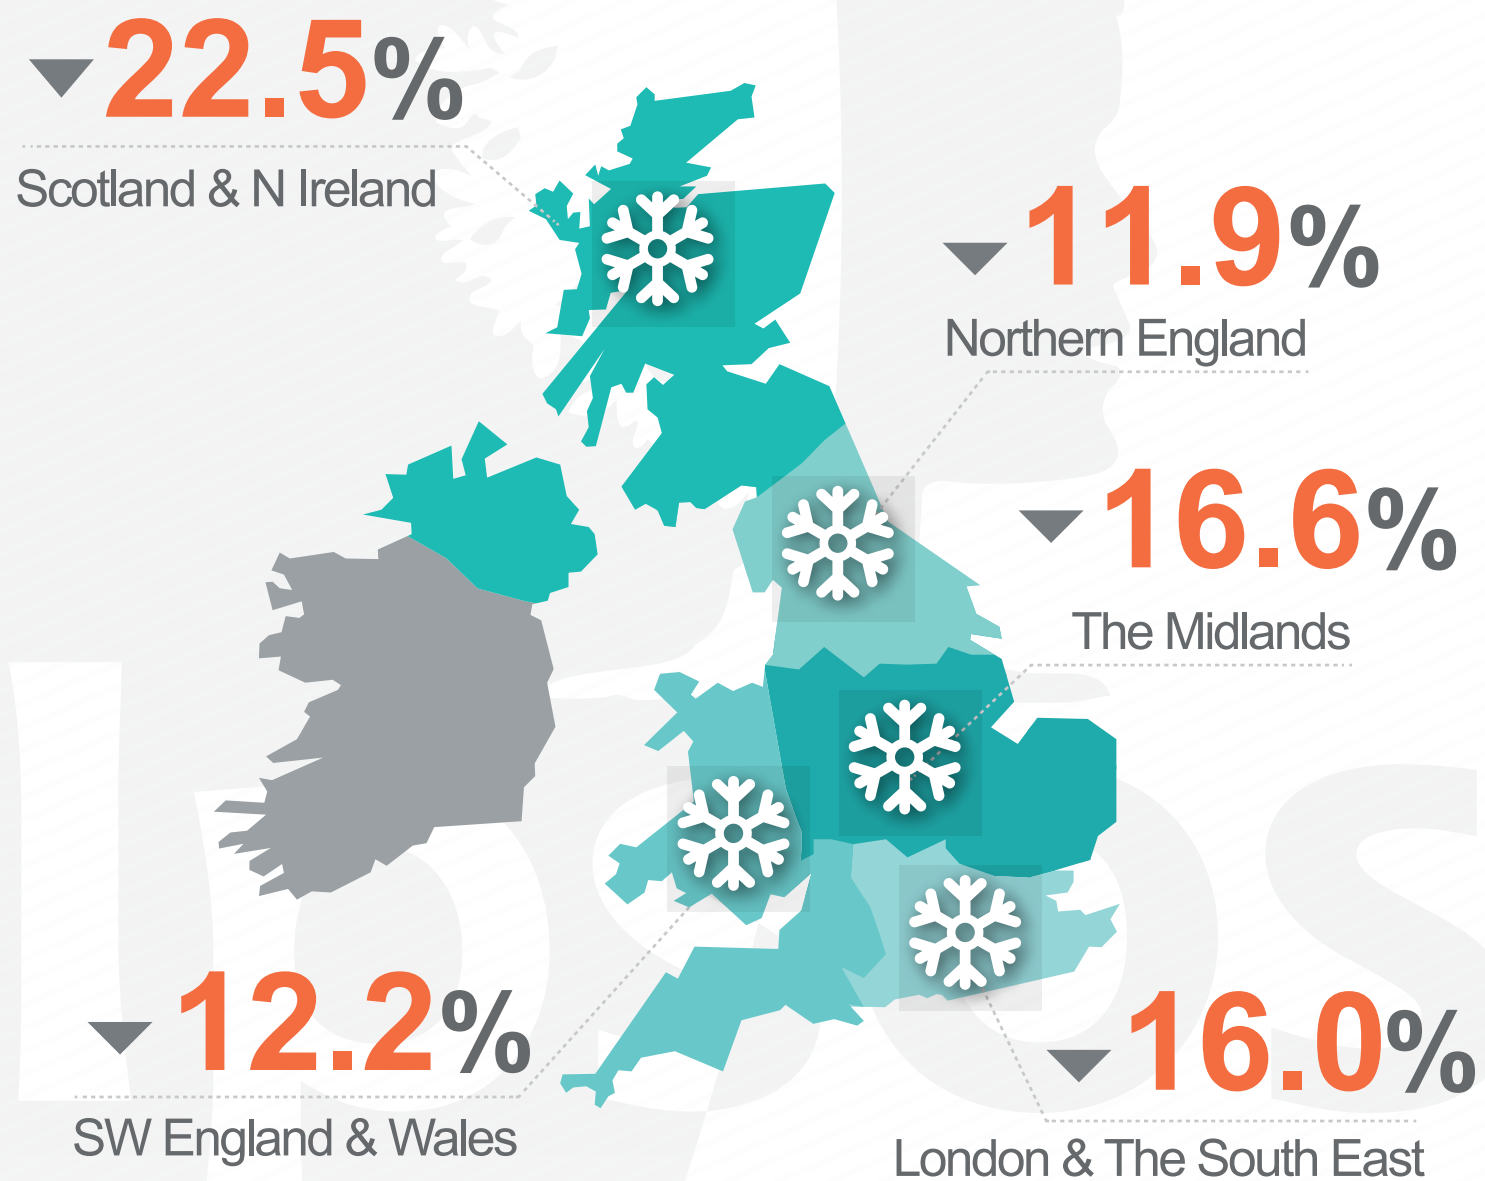 ▼22.5%
Scotland & N Ireland
▼11.9%
Northern England
▼16.6%
The Midlands
▼12.2%
SW England & Wales
▼16.0%
London & The South East
Ipsos